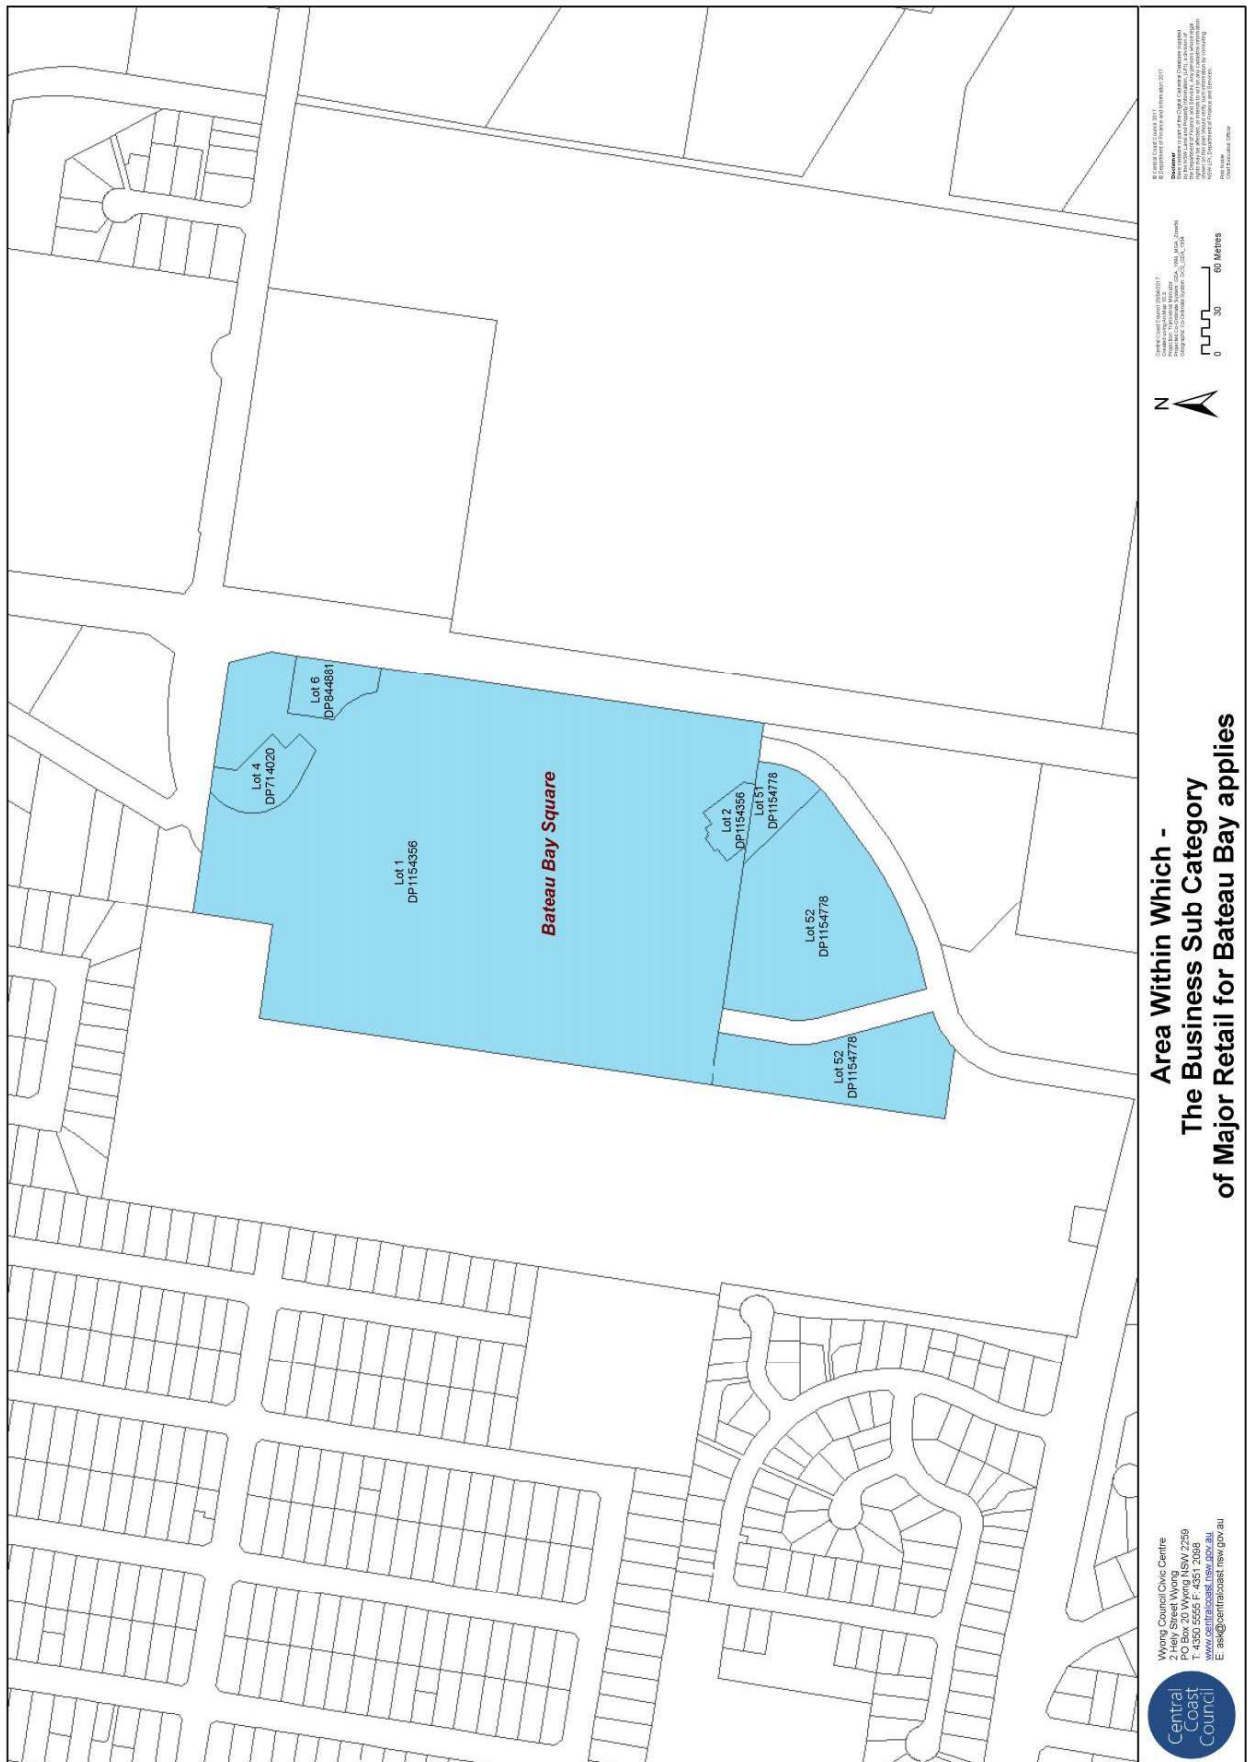 Lot 4
DP714020
Lot 6
DP844881
Lot 1
DP1154356
Bateau Bay Square
Lot 2
DP1154356
Lot 51
DP1154778
Lot 52
DP1154778
Lot 52
DP1154778
Central
Coast
Council
Wyong Council Civic Centre
2 Hely Street Wyong
PO Box 20 Wyong NSW 2259
T: 4350 5555 F: 4351 2098
www.centralcoast.nsw.gov.au
E: ask@centralcoast.nsw.gov.au
Area Within Which -
The Business Sub Category
of Major Retail for Bateau Bay applies
N
0 30 60 Metres
Disclaimer